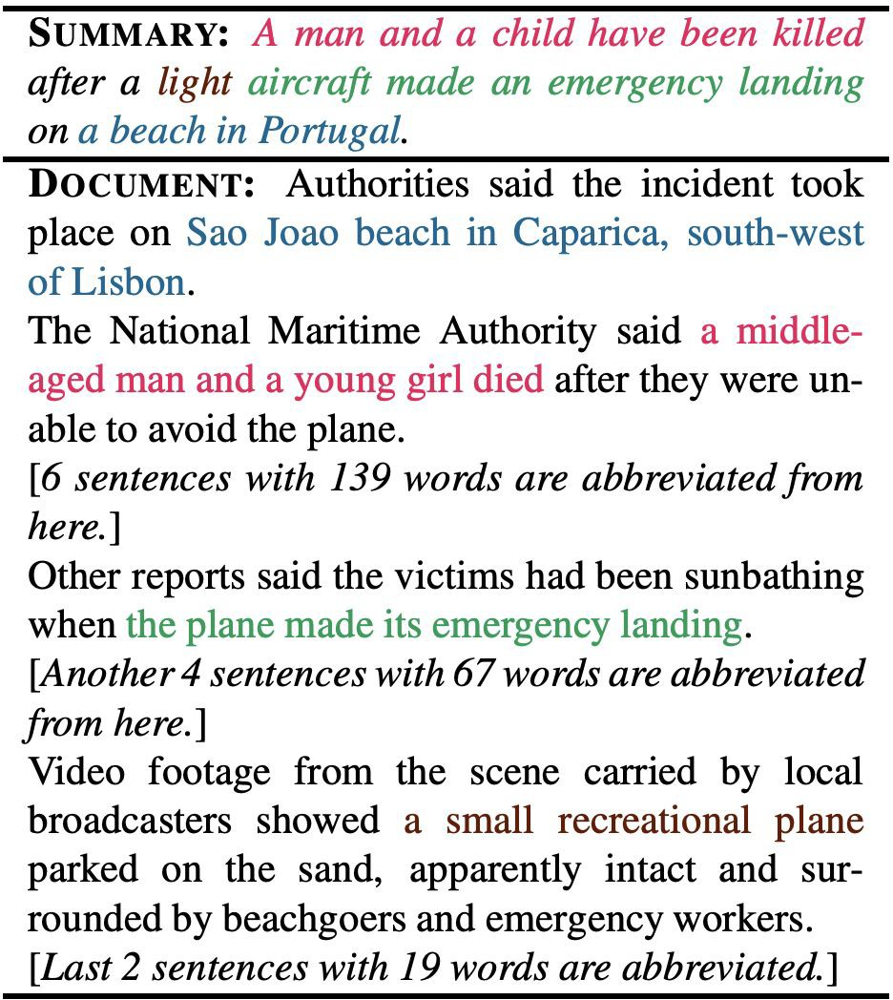 SUMMARY: A man and a child have been killed
after a light aircraft made an emergency landing
on a beach in Portugal.
DOCUMENT: Authorities said the incident took
place on Sao Joao beach in Caparica, south-west
of Lisbon.
The National Maritime Authority said a middle-
aged man and a young girl died after they were un-
able to avoid the plane.
[6 sentences with 139 words are abbreviated from
here.]
Other reports said the victims had been sunbathing
when the plane made its emergency landing.
[Another 4 sentences with 67 words are abbreviated
from here.]
Video footage from the scene carried by local
broadcasters showed a small recreational plane
parked on the sand, apparently intact and sur-
rounded by beachgoers and emergency workers.
[Last 2 sentences with 19 words are abbreviated.]